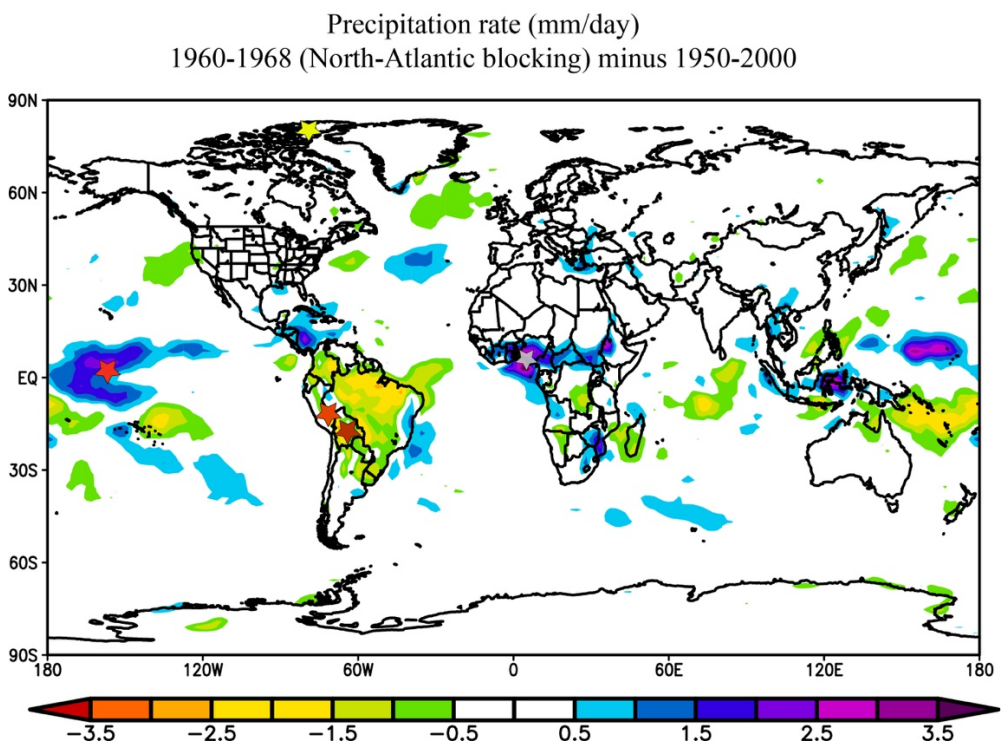 Precipitation rate (mm/day)
1960-1968 (North-Atlantic blocking) minus 1950-2000
90N
60N
30N
EQ
30S
60S
90S
180 120W 60W 0 60E 120E 180
−3.5 −2.5 −1.5 −0.5 0.5 1.5 2.5 3.5